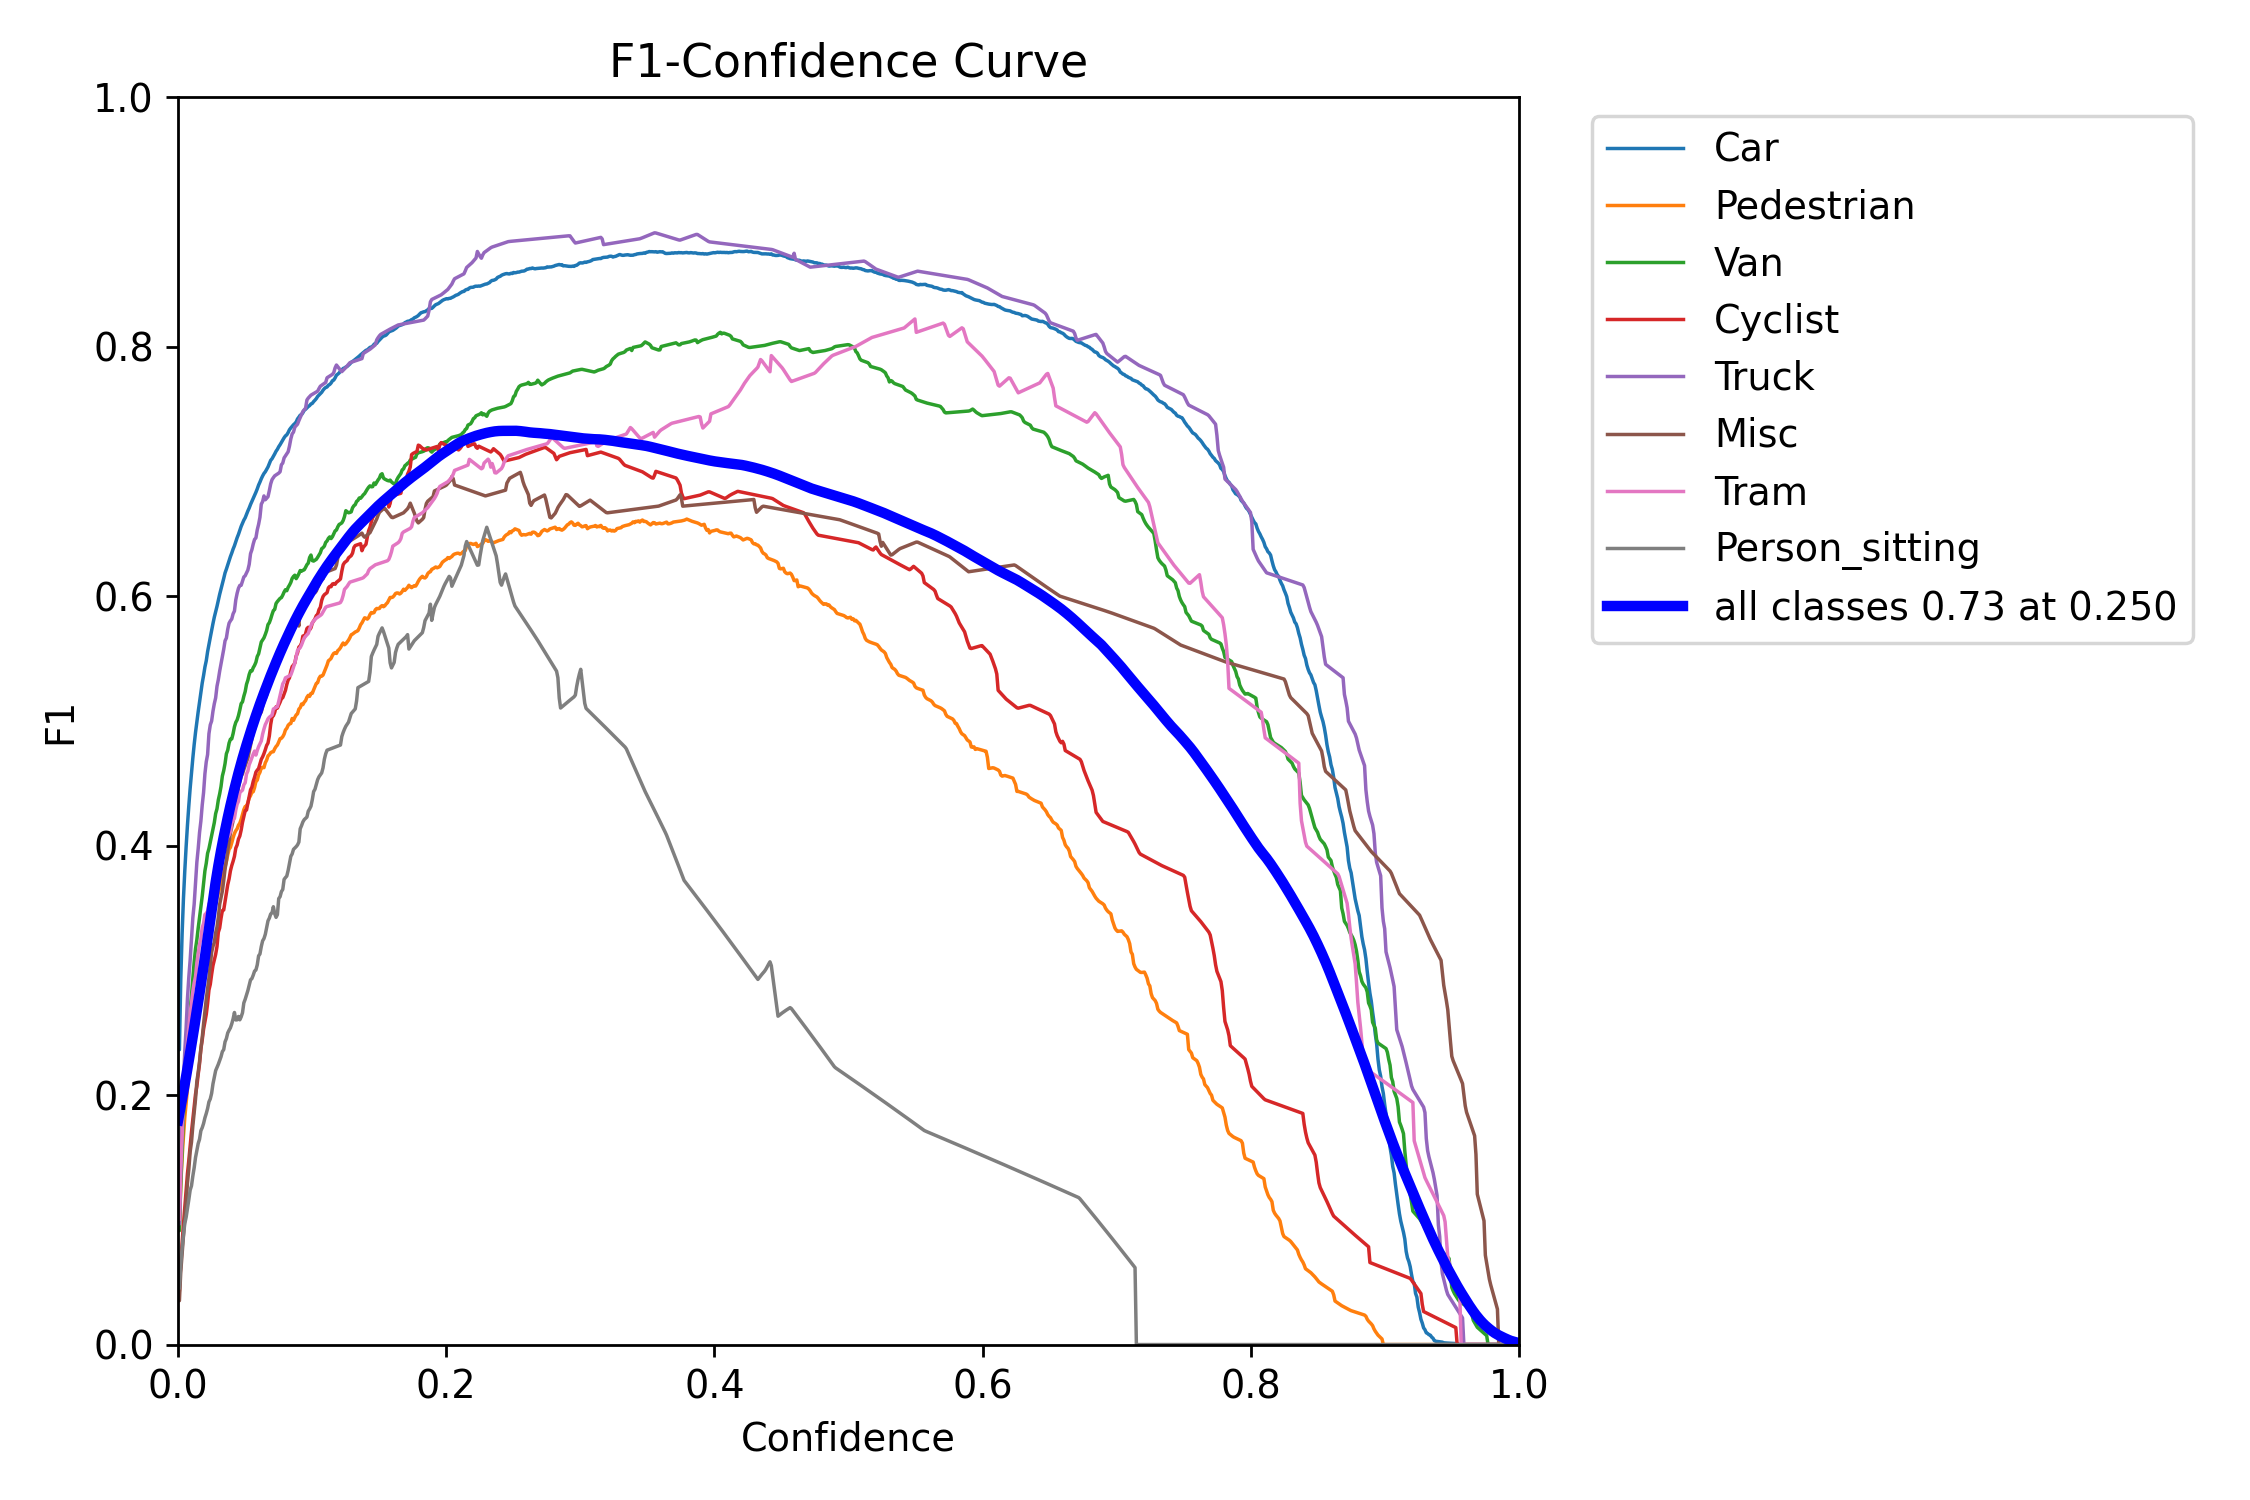 F1-Confidence Curve
1.0
0.8
0.6
0.4
0.2
0.0
F1
0.0 0.2 0.4 0.6 0.8 1.0
Confidence
Car
Pedestrian
Van
Cyclist
Truck
Misc
Tram
Person_sitting
all classes 0.73 at 0.250